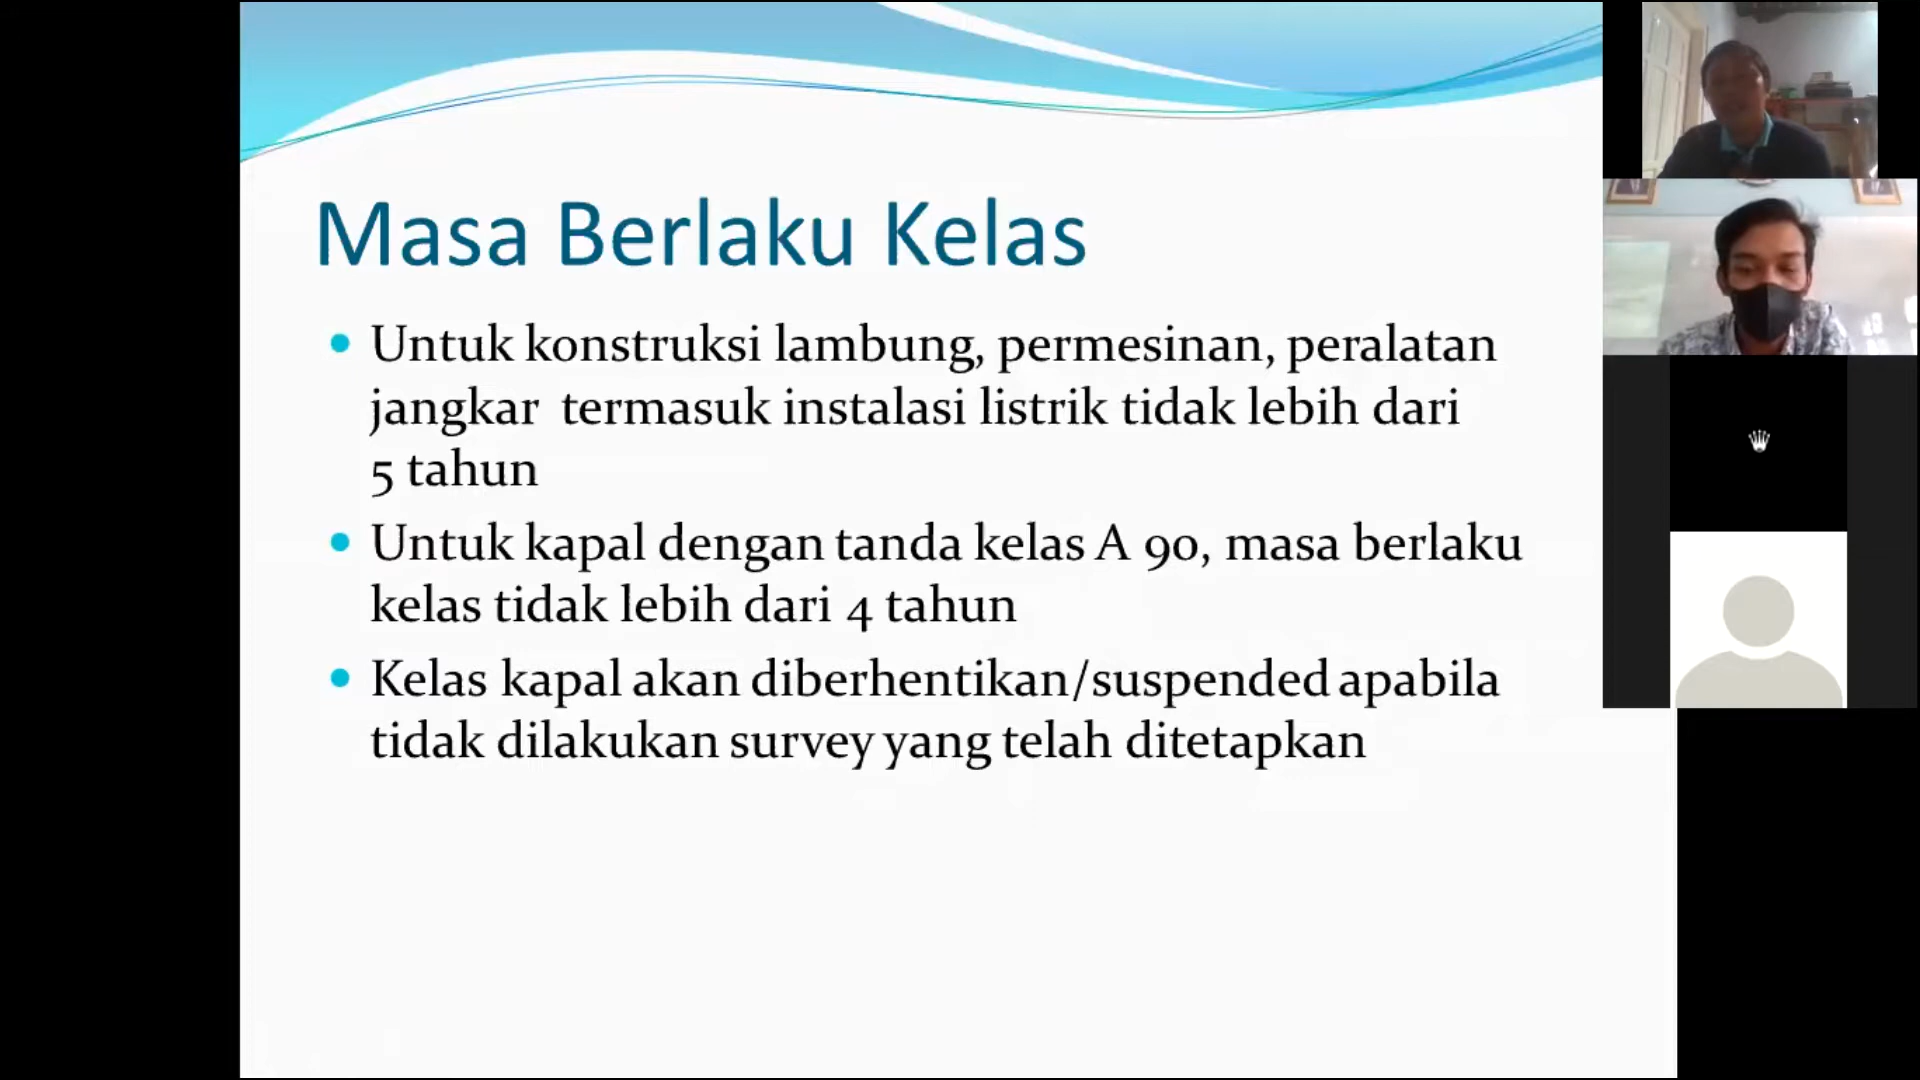 Masa Berlaku Kelas
• Untuk konstruksi lambung, permesinan, peralatan
jangkar termasuk instalasi listrik tidak lebih dari
5 tahun
• Untuk kapal dengan tanda kelas A 90, masa berlaku
kelas tidak lebih dari 4 tahun
• Kelas kapal akan diberhentikan/suspended apabila
tidak dilakukan survey yang telah ditetapkan